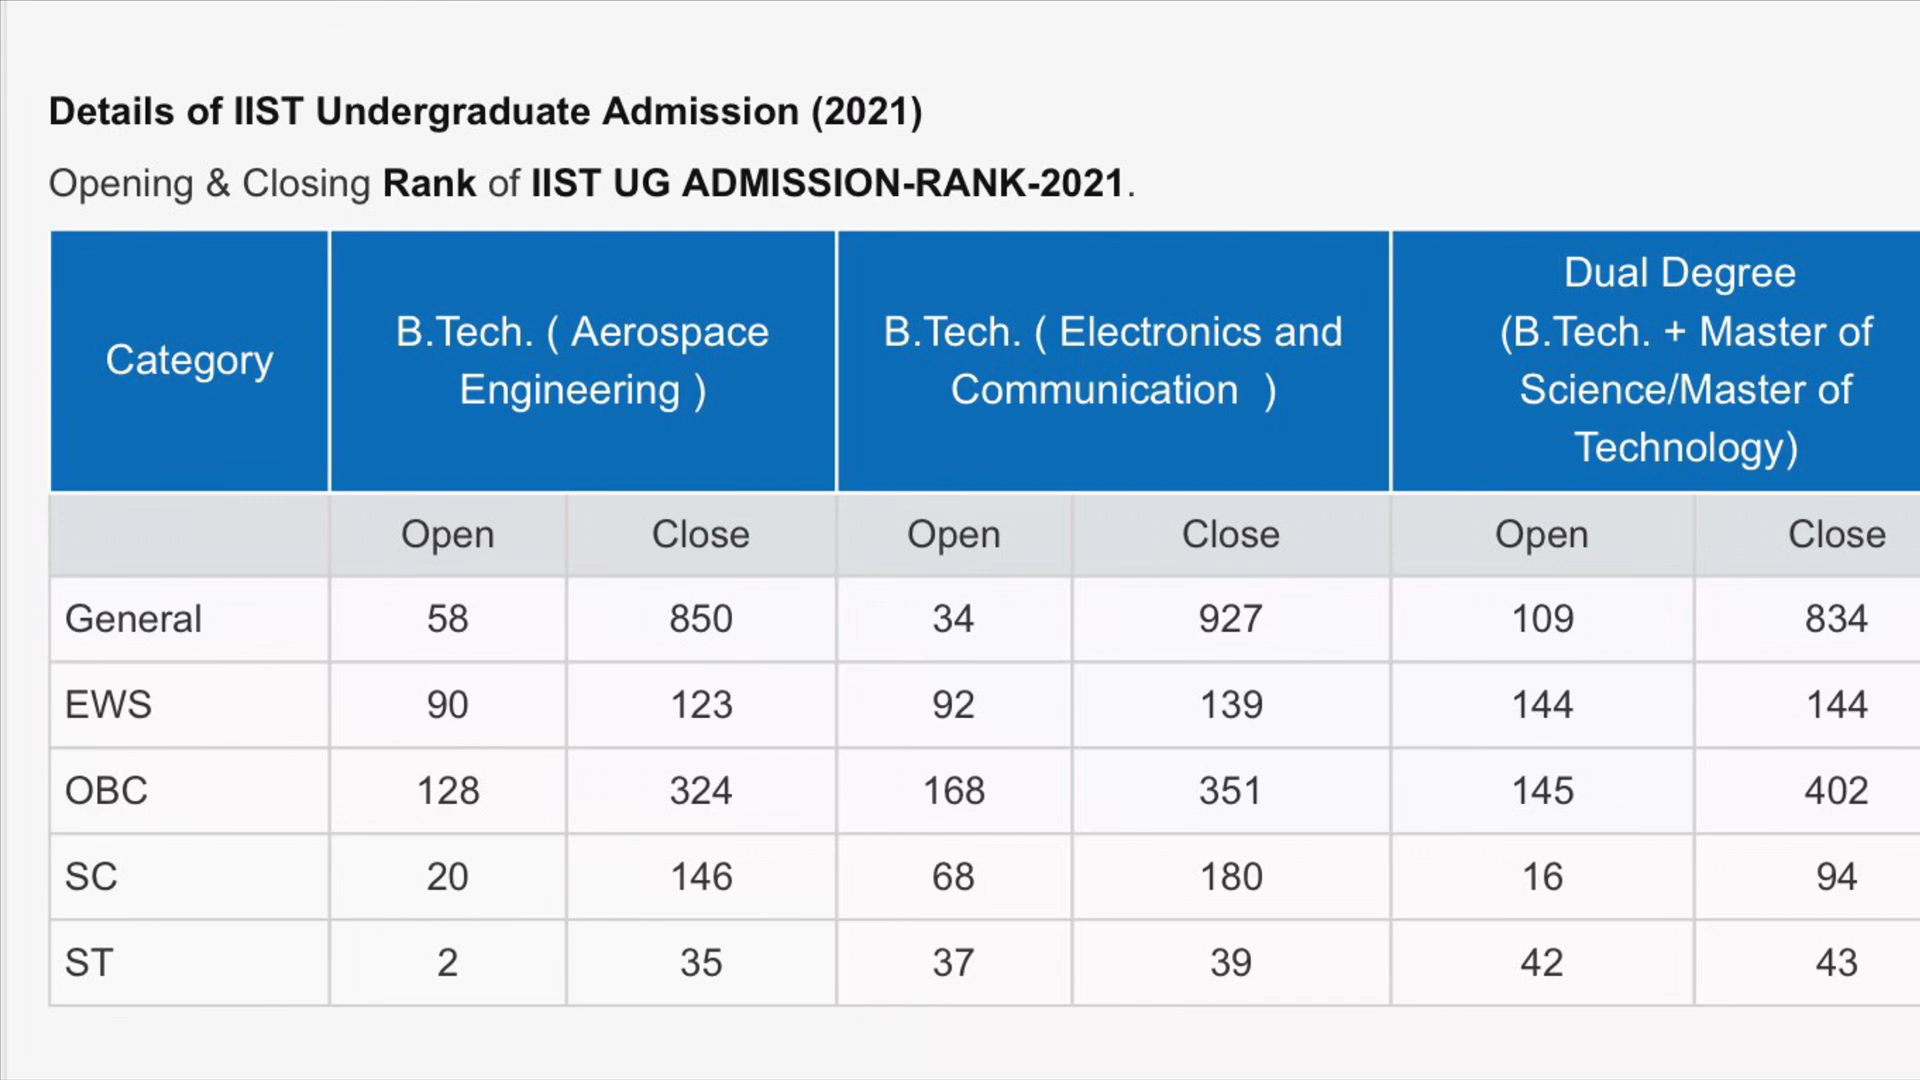 Details of IIST Undergraduate Admission (2021)
Opening & Closing Rank of IIST UG ADMISSION-RANK-2021.
Category B.Tech. ( Aerospace Engineering ) B.Tech. ( Electronics and Communication ) Dual Degree (B.Tech. + Master of Science/Master of Technology)
Open Close Open Close Open Close
General 58 850 34 927 109 834
EWS 90 123 92 139 144 144
OBC 128 324 168 351 145 402
SC 20 146 68 180 16 94
ST 2 35 37 39 42 43